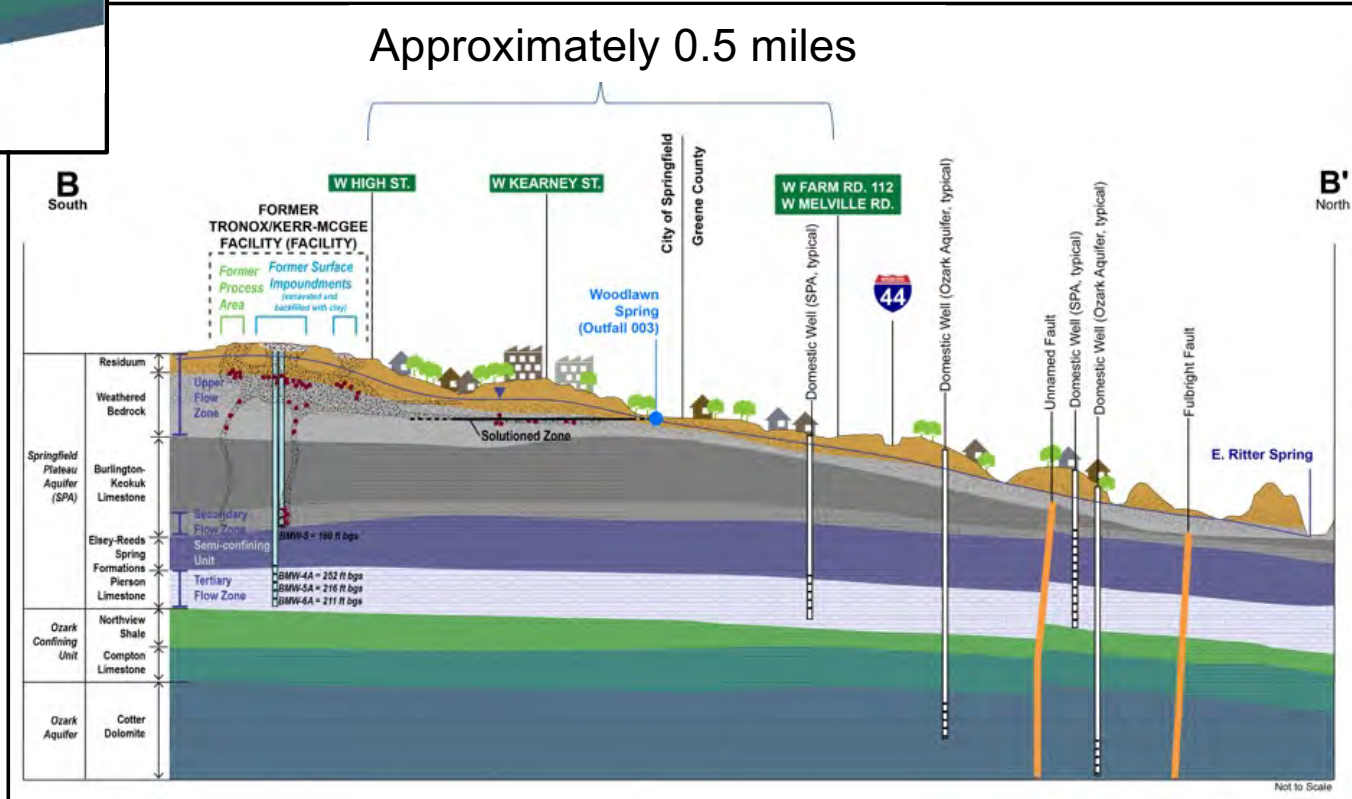 Approximately 0.5 miles
B
South
B'
North
FORMER
TRONOX/KERR-MCGEE
FACILITY (FACILITY)
Former
Process
Area
Former Surface
Impoundments
(excavated and
backfilled with clay)
W HIGH ST.
W KEARNEY ST.
Woodlawn
Spring
(Outfall 003)
City of Springfield
Greene County
W FARM RD. 112
W MELVILLE RD.
Domestic Well (SPA, typical)
44
Domestic Well (Ozark Aquifer, typical)
Unnamed Fault
Domestic Well (SPA, typical)
Domestic Well (Ozark Aquifer, typical)
Fulbright Fault
E. Ritter Spring
Solutioned Zone
Springfield
Plateau
Aquifer
(SPA)
Ozark
Confining
Unit
Ozark
Aquifer
Residuum
Weathered
Bedrock
Burlington-
Keokuk
Limestone
Elsey-Reeds
Spring
Formations
Pierson
Limestone
Northview
Shale
Compton
Limestone
Cotter
Dolomite
Upper
Flow
Zone
Secondary
Flow Zone
Semi-confining
Unit
Tertiary
Flow Zone
BMW-5 = 160 ft bgs
BMW-4A = 252 ft bgs
BMW-5A = 216 ft bgs
BMW-6A = 211 ft bgs
Not to Scale